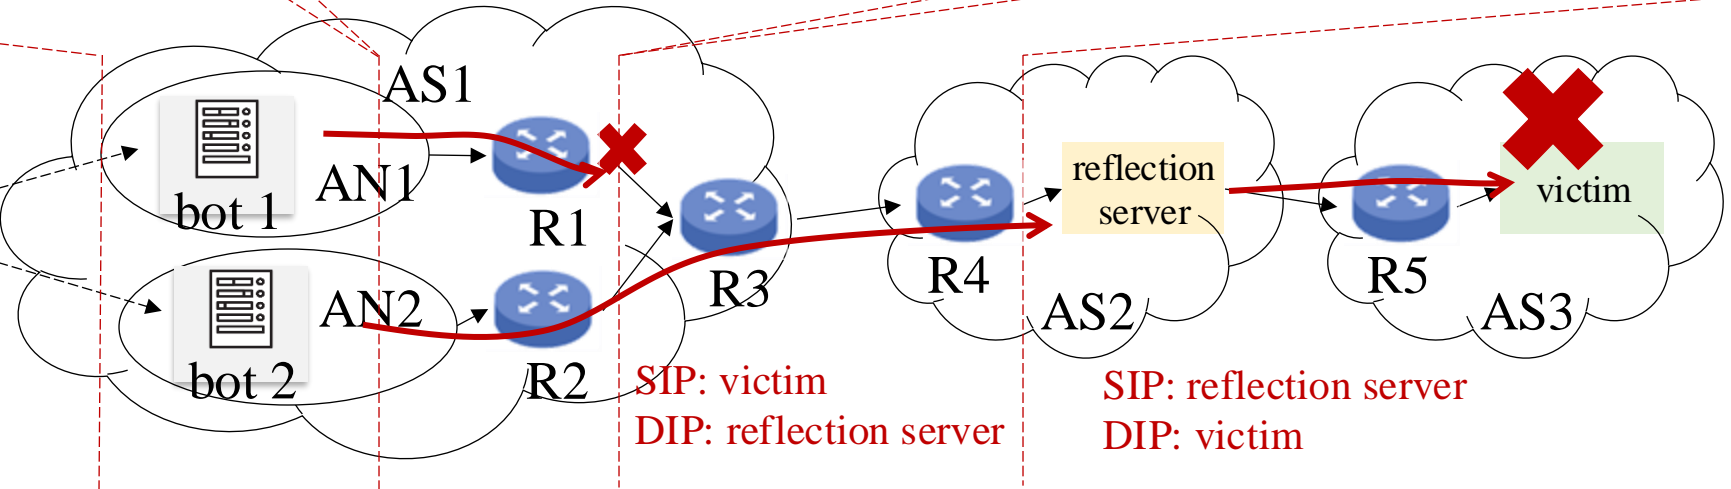 AS1
bot 1
AN1
R1
bot 2
AN2
R2
R3
R4
reflection
server
AS2
R5
victim
AS3
SIP: victim
DIP: reflection server
SIP: reflection server
DIP: victim